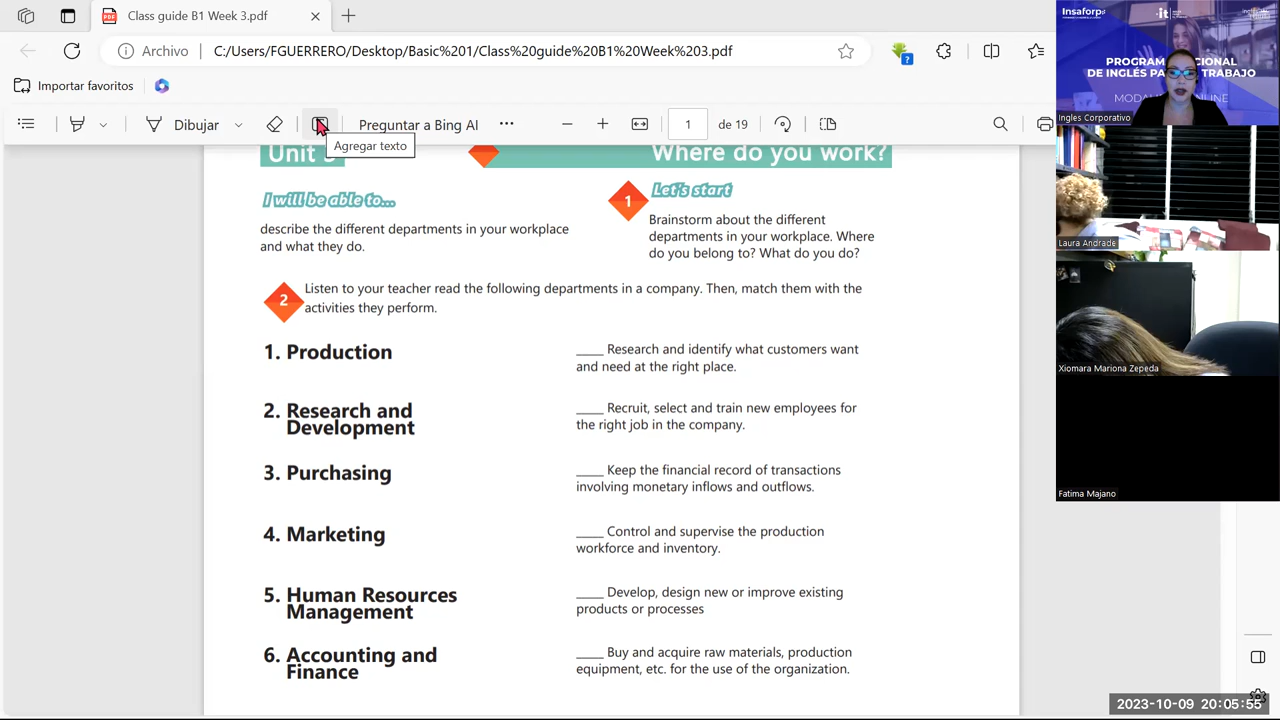 Class guide B1 Week 3.pdf
Archivo
C:/Users/FGUERRERO/Desktop/Basic%201/Class%20guide%20B1%20Week%203.pdf
Importar favoritos
Dibujar
Preguntar
Bing AI
1
de 19
Agregar texto
Unit
Where do you work?
I will be able to...
describe the different departments in your workplace
and what they do.
1
Let's start
Brainstorm about the different
departments in your workplace. Where
do you belong to? What do you do?
2
Listen to your teacher read the following departments in a company. Then, match them with the
activities they perform.
1. Production
____ Research and identify what customers want
and need at the right place.
2. Research and
Development
____ Recruit, select and train new employees for
the right job in the company.
3. Purchasing
____ Keep the financial record of transactions
involving monetary inflows and outflows.
4. Marketing
____ Control and supervise the production
workforce and inventory.
5. Human Resources
Management
____ Develop, design new or improve existing
products or processes
6. Accounting and
Finance
____ Buy and acquire raw materials, production
equipment, etc. for the use of the organization.
Insaforp
Ingles Corporativo
Laura Andrade
Xiomara Mariona Zepeda
Fatima Majano
2023-10-09 20:05:55